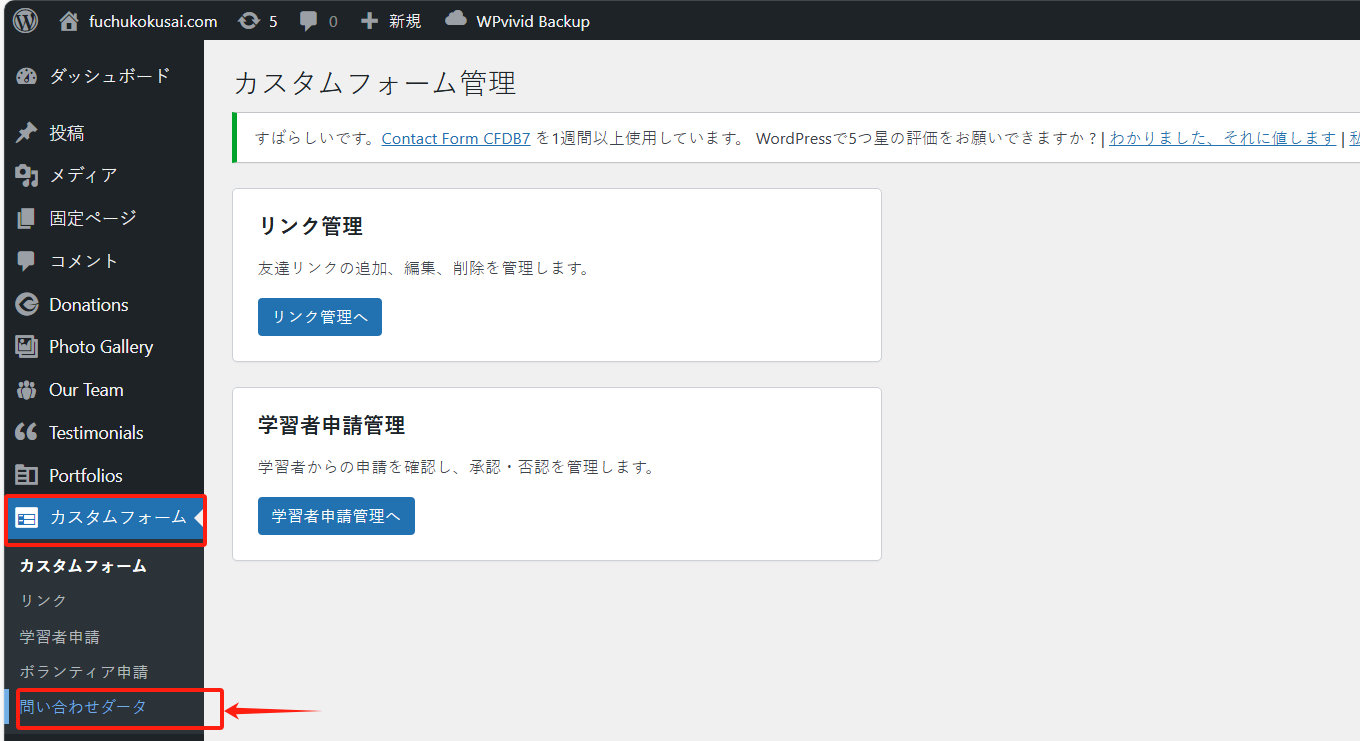 fuchukokusai.com 5 0 新規 WPvivid Backup
ダッシュボード
投稿
メディア
固定ページ
コメント
Donations
Photo Gallery
Our Team
Testimonials
Portfolios
カスタムフォーム
カスタムフォーム
リンク
学習者申請
ボランティア申請
問い合わせダータ
カスタムフォーム管理
すばらしいです。Contact Form CFDB7 を1週間以上使用しています。 WordPressで5つ星の評価をお願いできますか ? | わかりました、それに値します | 私
リンク管理
友達リンクの追加、編集、削除を管理します。
リンク管理へ
学習者申請管理
学習者からの申請を確認し、承認・否認を管理します。
学習者申請管理へ